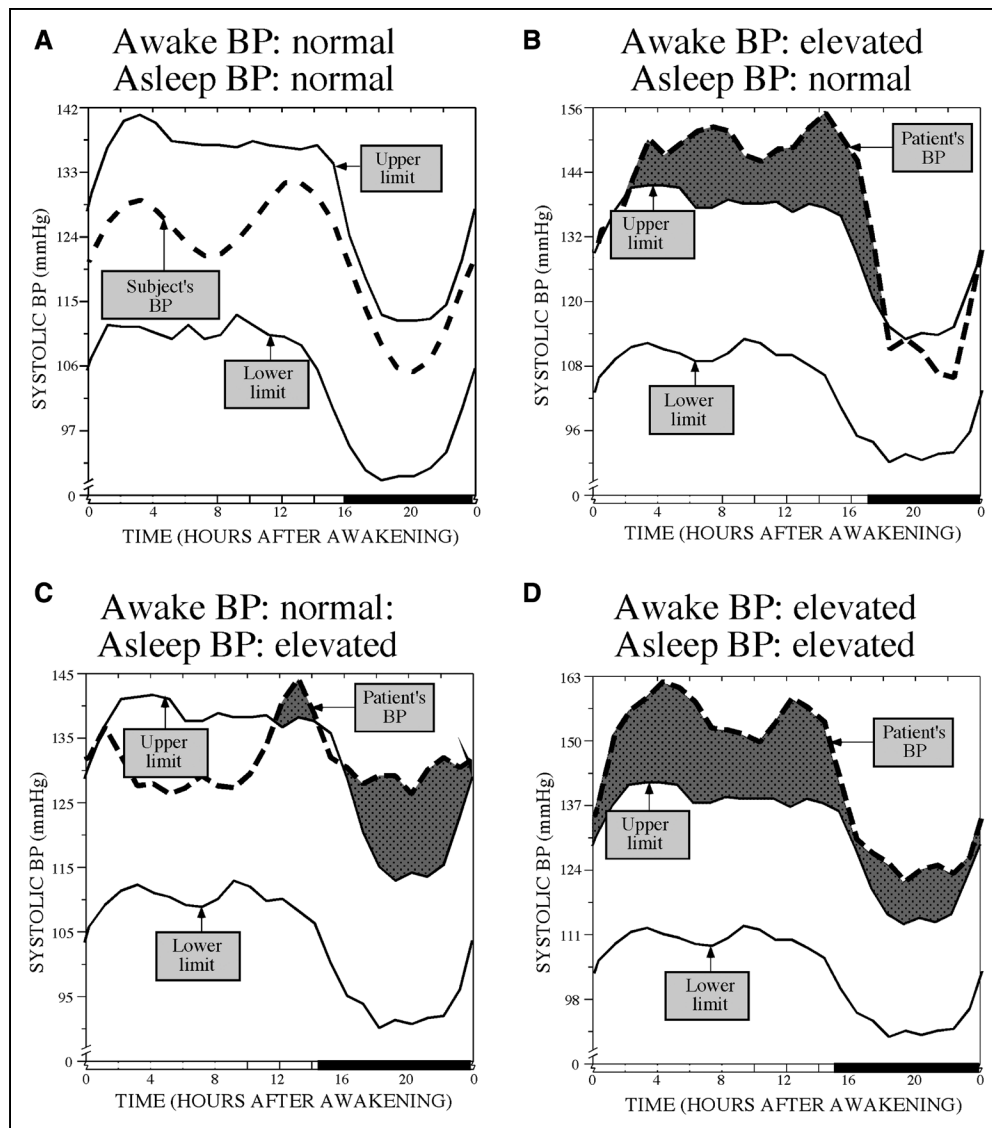 A
Awake BP: normal
Asleep BP: normal
SYSTOLIC BP (mmHg)
142
133
124
115
106
97
0
Upper
limit
Subject's
BP
Lower
limit
0 4 8 12 16 20 0
TIME (HOURS AFTER AWAKENING)
B
Awake BP: elevated
Asleep BP: normal
SYSTOLIC BP (mmHg)
156
144
132
120
108
96
0
Patient's
BP
Upper
limit
Lower
limit
0 4 8 12 16 20 0
TIME (HOURS AFTER AWAKENING)
C
Awake BP: normal:
Asleep BP: elevated
SYSTOLIC BP (mmHg)
145
135
125
115
105
95
0
Patient's
BP
Upper
limit
Lower
limit
0 4 8 12 16 20 0
TIME (HOURS AFTER AWAKENING)
D
Awake BP: elevated
Asleep BP: elevated
SYSTOLIC BP (mmHg)
163
150
137
124
111
98
0
Patient's
BP
Upper
limit
Lower
limit
0 4 8 12 16 20 0
TIME (HOURS AFTER AWAKENING)